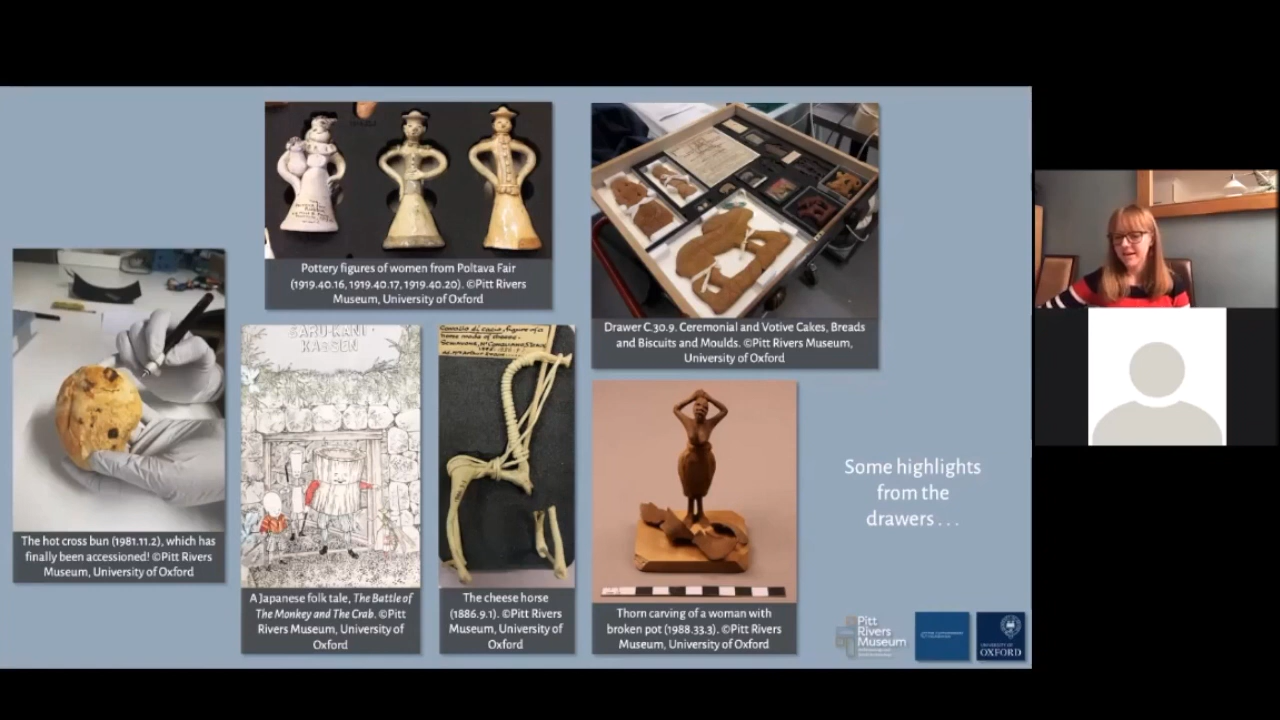 Pottery figures of women from Poltava Fair
(1919.40.16, 1919.40.17, 1919.40.20). ©Pitt Rivers
Museum, University of Oxford
Drawer C.30.9. Ceremonial and Votive Cakes, Breads
and Biscuits and Moulds. ©Pitt Rivers Museum,
University of Oxford
The hot cross bun (1981.11.2), which has
finally been accessioned! ©Pitt Rivers
Museum, University of Oxford
SARU-KANI
KASSEN
A Japanese folk tale, The Battle of
The Monkey and The Crab. ©Pitt
Rivers Museum, University of
Oxford
The cheese horse
(1886.9.1). ©Pitt Rivers
Museum, University of
Oxford
Thorn carving of a woman with
broken pot (1988.33.3). ©Pitt Rivers
Museum, University of Oxford
Some highlights
from the
drawers . . .
Pitt
Rivers
Museum
UNIVERSITY OF
OXFORD